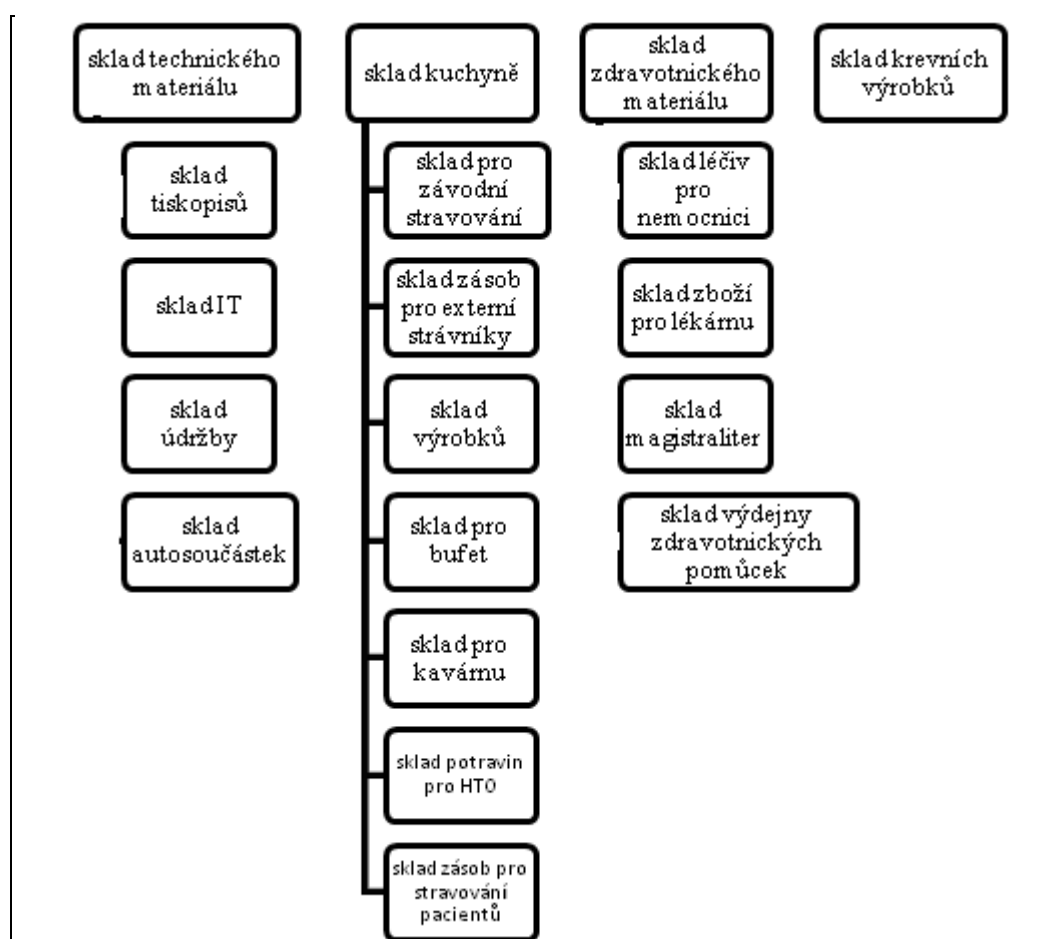 sklad technického
materiálu
sklad tiskopisů
sklad IT
sklad
údržby
sklad
autosoučástek
sklad kuchyně
sklad pro
závodní
stravování
sklad zásob
pro externí
strávníky
sklad
výrobků
sklad pro
bufet
sklad pro
kavárnu
sklad potravin
pro HTO
sklad zásob pro
stravování
pacientů
sklad
zdravotnického
materiálu
sklad léčiv
pro
nemocnici
sklad zboží
pro lékárnu
sklad
magistraliter
sklad výdejny
zdravotnických
pomůcek
sklad krevních
výrobků